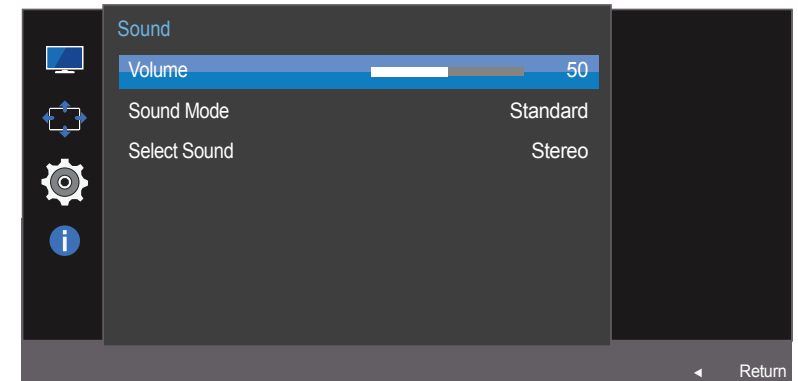 Sound
Volume 50
Sound Mode Standard
Select Sound Stereo
i
◄ Return